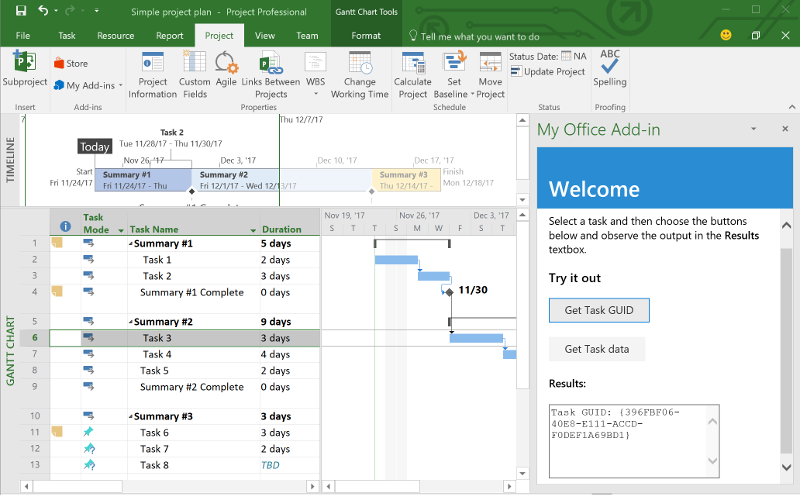 Simple project plan - Project Professional
Gantt Chart Tools
File Task Resource Report Project View Team Format Tell me what you want to do
Subproject
Store
My Add-ins
Project Information
Custom Fields
Activity
Links Between Projects
WBS
Change Working Time
Calculate Project
Set Baseline
Move Project
Status Date: NA
Update Project
ABC
Spelling
Insert Add-ins Properties Schedule Status Proofing
TIMELINE
7
Thu 12/7/17
Task 2
Tue 11/28/17 - Thu 11/30/17
Today
Nov 26, '17 Dec 3, '17 Dec 10, '17 Dec 17, '17
Start
Fri 11/24/17
Summary #1
Fri 11/24/17 - Thu
Summary #2
Fri 12/1/17 - Wed 12/13/17
Summary #3
Thu 12/14/17 -
Finish
Mon 12/18/17
GANTT CHART
Task Mode Task Name Duration
Nov 19, '17 Nov 26, '17 Dec 3, '17
S T T S M W F S T
1 Summary #1 5 days
2 Task 1 2 days
3 Task 2 3 days
4 Summary #1 Complete 0 days
11/30
5 Summary #2 9 days
6 Task 3 3 days
7 Task 4 4 days
8 Task 5 2 days
9 Summary #2 Complete 0 days
10 Summary #3 3 days
11 Task 6 3 days
12 Task 7 2 days
13 Task 8 TBD
My Office Add-in
Welcome
Select a task and then choose the buttons
below and observe the output in the Results
textbox.
Try it out
Get Task GUID
Get Task data
Results:
Task GUID: {396FBF06-
40E8-E111-ACCD-
F0DEF1A69BD1}